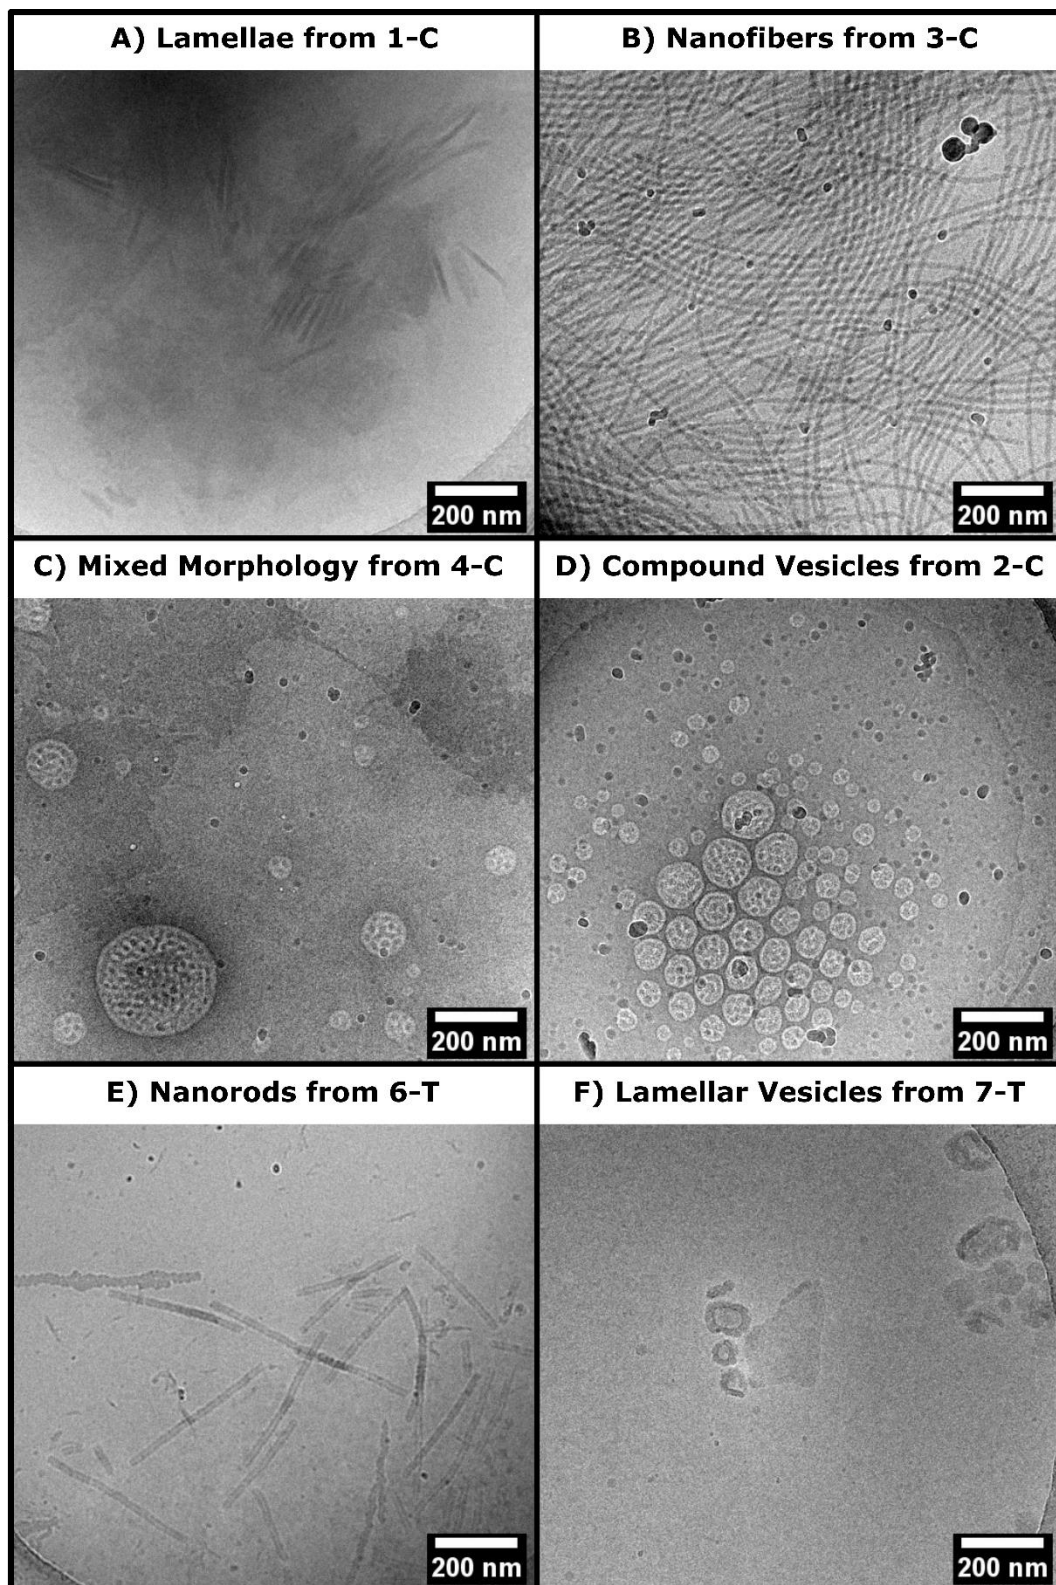 A) Lamellae from 1-C
B) Nanofibers from 3-C
200 nm
200 nm
C) Mixed Morphology from 4-C
D) Compound Vesicles from 2-C
200 nm
200 nm
E) Nanorods from 6-T
F) Lamellar Vesicles from 7-T
200 nm
200 nm